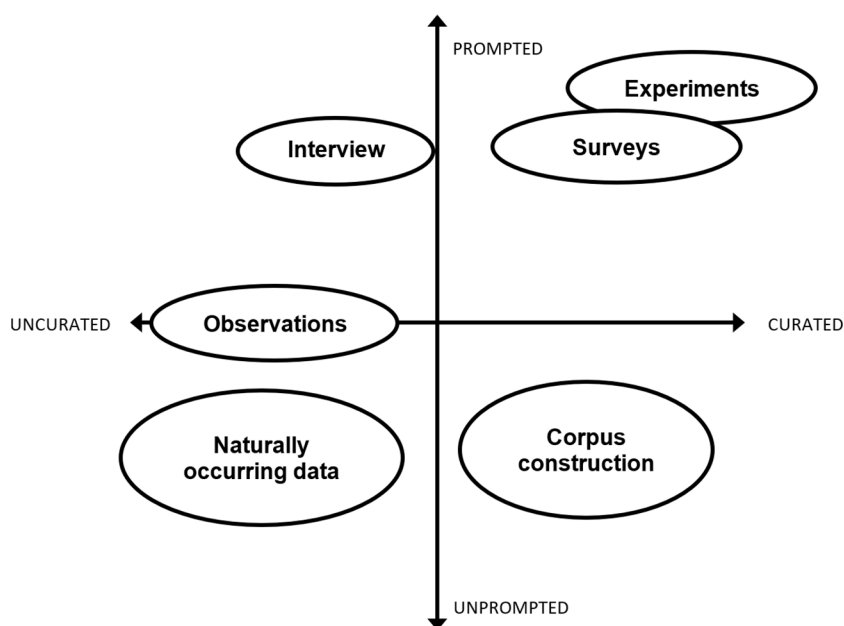 PROMPTED
Experiments
Interview
Surveys
UNCURATED
Observations
CURATED
Naturally
occurring data
Corpus
construction
UNPROMPTED